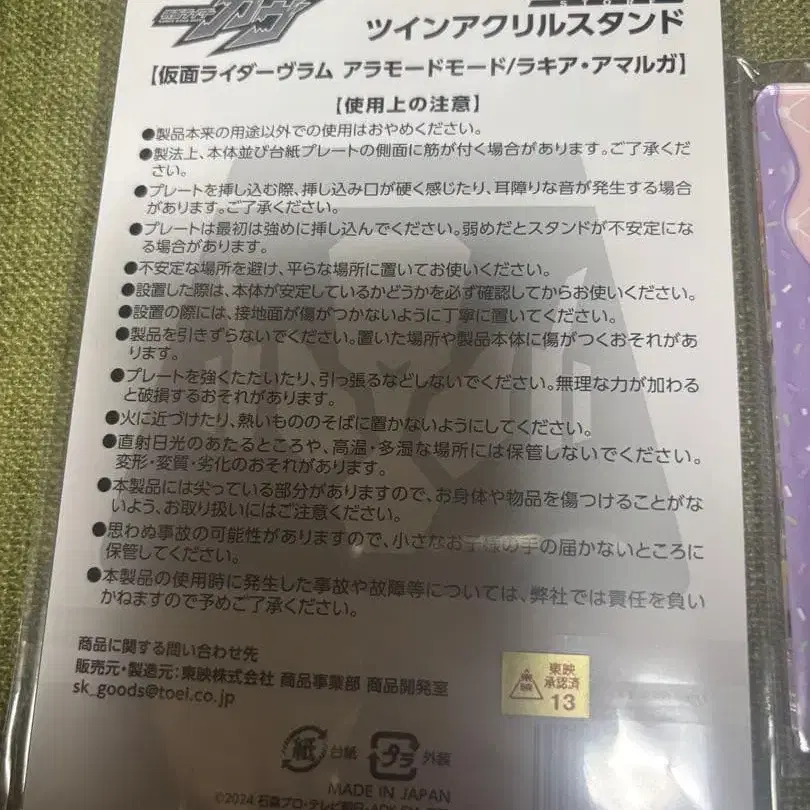 仮面ライダー
ガヴ
ツインアクリルスタンド
【仮面ライダーヴラム アラモードモード/ラキア・アマルガ】
【使用上の注意】
●製品本来の用途以外での使用はおやめください。
●製法上、本体並び台紙プレートの側面に筋が付く場合があります。ご了承くだ
さい。
●プレートを挿し込む際、挿し込み口が硬く感じたり、耳障りな音が発生する場合
があります。ご了承ください。
●プレートは最初は強めに挿し込んでください。弱めだとスタンドが不安定にな
る場合があります。
●不安定な場所を避け、平らな場所に置いてお使いください。
●設置した際は、本体が安定しているかどうかを必ず確認してからお使いください。
●設置の際には、接地面が傷がつかないように丁寧に置いてください。
●製品を引きずらないでください。置いた場所や製品本体に傷がつくおそれがあ
ります。
●プレートを強くたたいたり、引っ張るなどしないでください。無理な力が加わる
と破損するおそれがあります。
●火に近づけたり、熱いもののそばに置かないようにしてください。
●直射日光のあたるところや、高温・多湿な場所には保管しないでください。
変形・変質・劣化のおそれがあります。
●本製品には尖っている部分がありますので、お身体や物品を傷つけることがな
いよう、お取り扱いにはご注意ください。
●思わぬ事故の可能性がありますので、小さなお子様の手の届かないところに
保管してください。
●本製品の使用時に発生した事故や故障等については、弊社では責任を負い
かねますので予めご了承ください。
商品に関する問い合わせ先
販売元・製造元:東映株式会社 商品事業部 商品開発室
sk_goods@toei.co.jp
東映
東映
承認済
13
紙 台紙 プラ 外装
MADE IN JAPAN
©2024 石森プロ・テレビ朝日・ADK EM